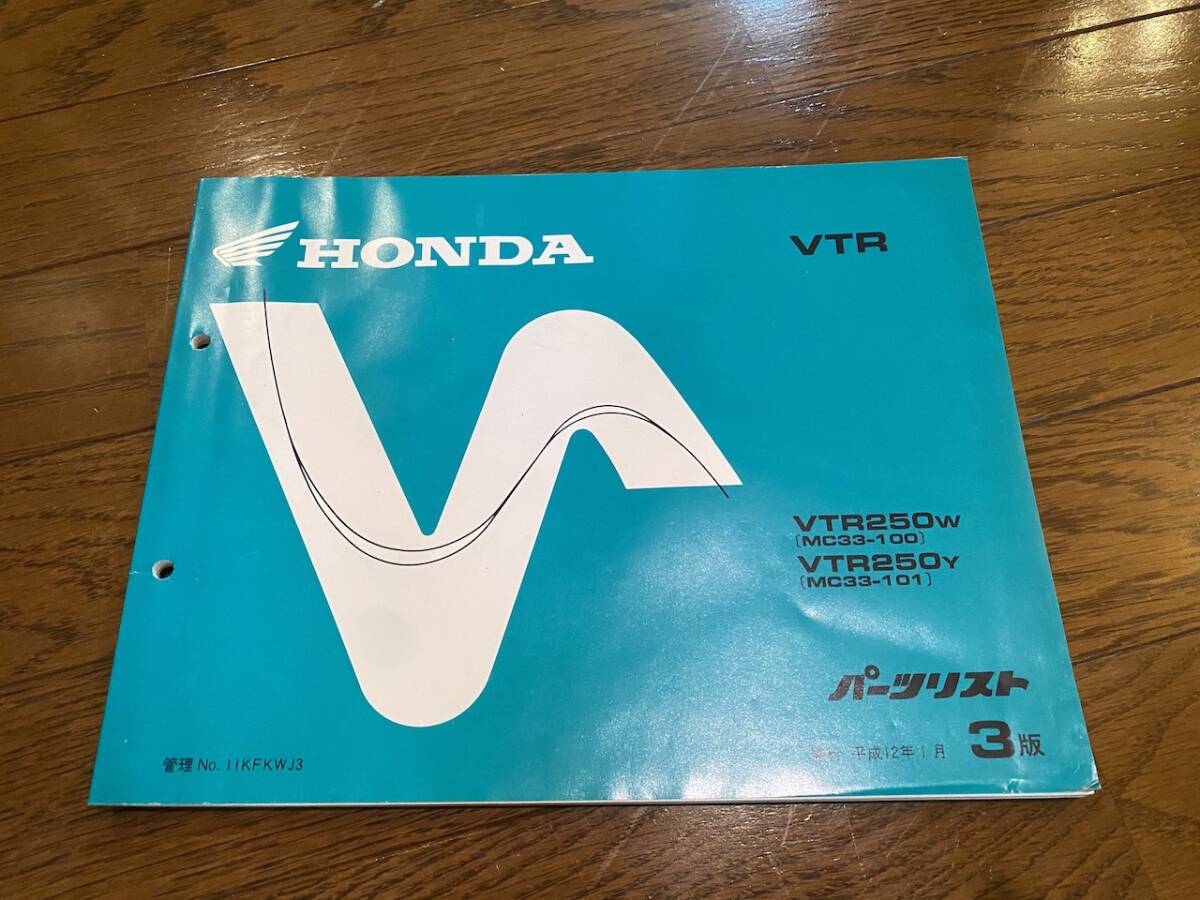 HONDA
VTR
VTR250W
(MC33-100)
VTR250Y
(MC33-101)
パーツリスト
平成12年1月 3版
管理 No. 11KFKWJ3